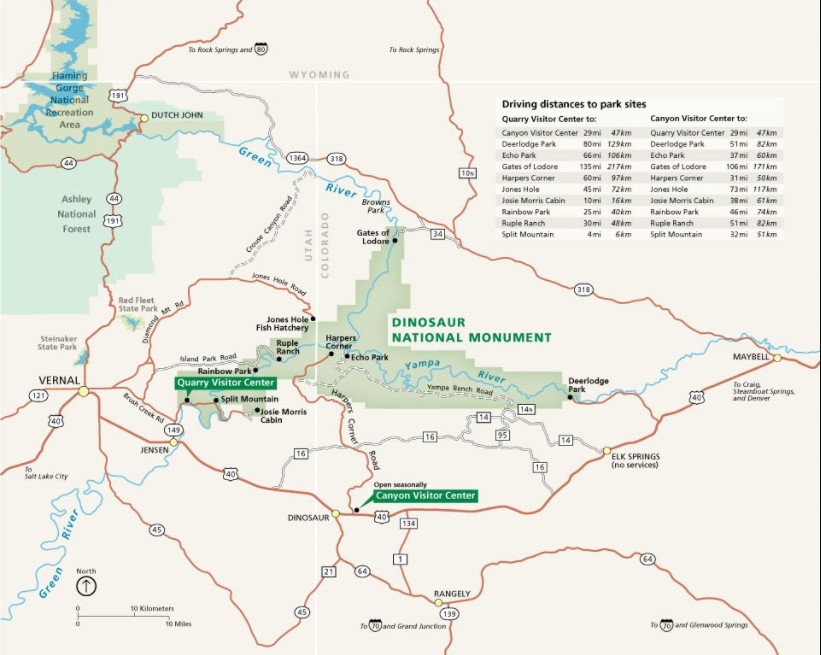 To Rock Springs and 80
To Rock Springs
WYOMING
Flaming
Gorge
National
Recreation
Area
191
DUTCH JOHN
Driving distances to park sites
Quarry Visitor Center to:
Canyon Visitor Center 29mi 47km
Deerlodge Park 80mi 129km
Echo Park 66mi 106km
Gates of Lodore 135mi 217km
Harpers Corner 60mi 97km
Jones Hole 45mi 72km
Josie Morris Cabin 10mi 16km
Rainbow Park 25mi 40km
Ruple Ranch 30mi 48km
Split Mountain 4mi 6km
Canyon Visitor Center to:
Quarry Visitor Center 29mi 47km
Deerlodge Park 51mi 82km
Echo Park 37mi 60km
Gates of Lodore 106mi 171km
Harpers Corner 31mi 50km
Jones Hole 73mi 117km
Josie Morris Cabin 38mi 61km
Rainbow Park 46mi 74km
Ruple Ranch 51mi 82km
Split Mountain 32mi 51km
44
Green
River
1364
318
10N
Ashley
National
Forest
44
191
Crouse Canyon Road
UTAH
COLORADO
Browns
Park
Gates of
Lodore
34
318
Jones Hole Road
Red Fleet
State Park
Diamond Mt Rd
Steinaker
State Park
Jones Hole
Fish Hatchery
Ruple
Ranch
Harpers
Corner
Echo Park
DINOSAUR
NATIONAL MONUMENT
Island Park Road
Rainbow Park
Yampa
River
Yampa Bench Road
MAYBELL
To Craig,
Steamboat Springs,
and Denver
VERNAL
Quarry Visitor Center
Split Mountain
Josie Morris
Cabin
Deerlodge
Park
121
40
Brush Creek Rd
149
JENSEN
Harpers Corner
Road
14
14N
95
14
16
16
16
40
ELK SPRINGS
(no services)
To
Salt Lake City
40
Open seasonally
Canyon Visitor Center
DINOSAUR
40
134
Green
River
45
1
21
64
64
North
0 10 Kilometers
0 10 Miles
45
RANGELY
139
To 70 and Grand Junction
To 70 and Glenwood Springs